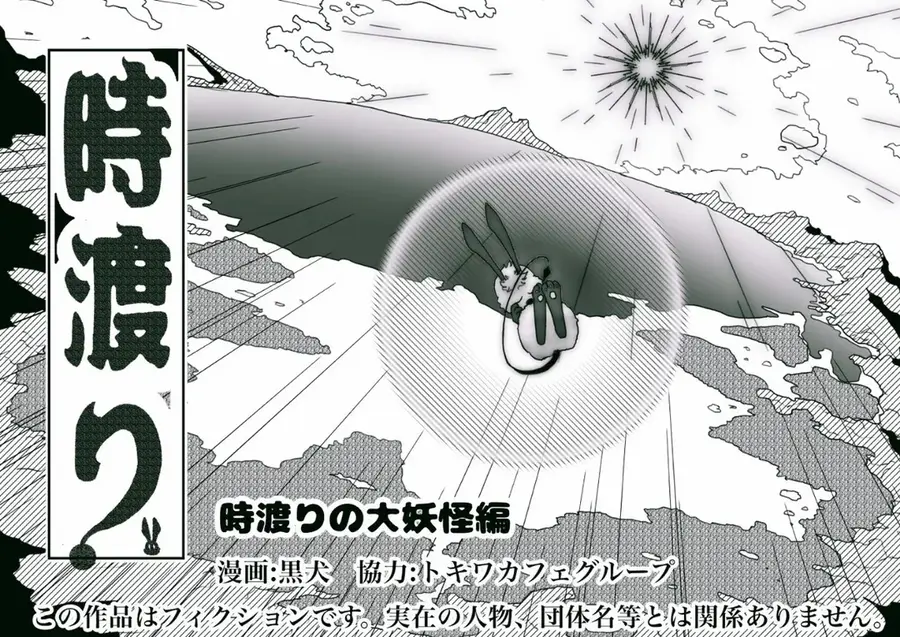 時渡り
時渡りの大妖怪編
漫画:黒犬　協力:トキワカフェグループ
この作品はフィクションです。実在の人物、団体名等とは関係ありません。